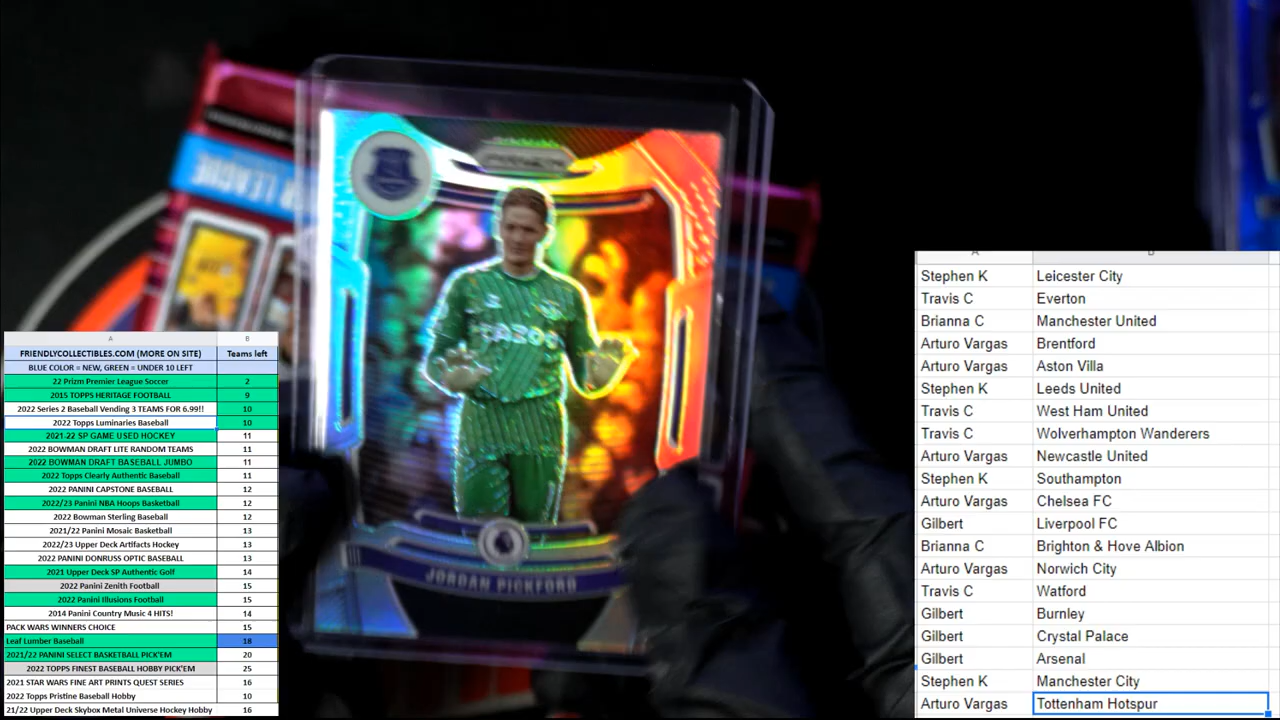 CAZOO
JORDAN PICKFORD
A B
FRIENDLYCOLLECTIBLES.COM (MORE ON SITE) Teams left
BLUE COLOR = NEW, GREEN = UNDER 10 LEFT
22 Prizm Premier League Soccer 2
2015 TOPPS HERITAGE FOOTBALL 9
2022 Series 2 Baseball Vending 3 TEAMS FOR 6.99!! 10
2022 Topps Luminaries Baseball 10
2021-22 SP GAME USED HOCKEY 11
2022 BOWMAN DRAFT LITE RANDOM TEAMS 11
2022 BOWMAN DRAFT BASEBALL JUMBO 11
2022 Topps Clearly Authentic Baseball 11
2022 PANINI CAPSTONE BASEBALL 12
2022/23 Panini NBA Hoops Basketball 12
2022 Bowman Sterling Baseball 12
2021/22 Panini Mosaic Basketball 13
2022/23 Upper Deck Artifacts Hockey 13
2022 PANINI DONRUSS OPTIC BASEBALL 13
2021 Upper Deck SP Authentic Golf 14
2022 Panini Zenith Football 15
2022 Panini Illusions Football 15
2014 Panini Country Music 4 HITS! 14
PACK WARS WINNERS CHOICE 15
Leaf Lumber Baseball 18
2021/22 PANINI SELECT BASKETBALL PICK'EM 20
2022 TOPPS FINEST BASEBALL HOBBY PICK'EM 25
2021 STAR WARS FINE ART PRINTS QUEST SERIES 16
2022 Topps Pristine Baseball Hobby 10
21/22 Upper Deck Skybox Metal Universe Hockey Hobby 16
Stephen K Leicester City
Travis C Everton
Brianna C Manchester United
Arturo Vargas Brentford
Arturo Vargas Aston Villa
Stephen K Leeds United
Travis C West Ham United
Travis C Wolverhampton Wanderers
Arturo Vargas Newcastle United
Stephen K Southampton
Arturo Vargas Chelsea FC
Gilbert Liverpool FC
Brianna C Brighton & Hove Albion
Arturo Vargas Norwich City
Travis C Watford
Gilbert Burnley
Gilbert Crystal Palace
Gilbert Arsenal
Stephen K Manchester City
Arturo Vargas Tottenham Hotspur